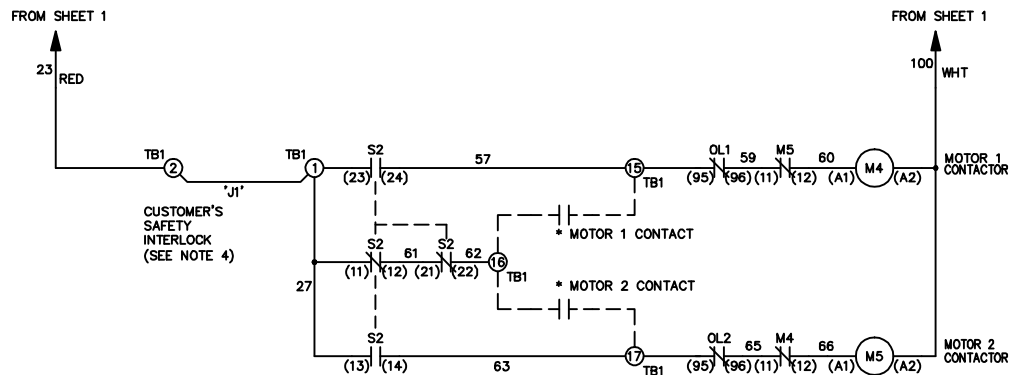 FROM SHEET 1
FROM SHEET 1
23
RED
100
WHT
TB1
2
TB1
1
S2
(23)
(24)
57
15
TB1
OL1
(95)
(96)
59
M5
(11)
(12)
60
(A1)
M4
(A2)
MOTOR 1
CONTACTOR
'J1'
CUSTOMER'S
SAFETY
INTERLOCK
(SEE NOTE 4)
* MOTOR 1 CONTACT
S2
(11)
(12)
61
S2
(21)
(22)
62
16
TB1
27
* MOTOR 2 CONTACT
S2
(13)
(14)
63
17
TB1
OL2
(95)
(96)
65
M4
(11)
(12)
66
(A1)
M5
(A2)
MOTOR 2
CONTACTOR